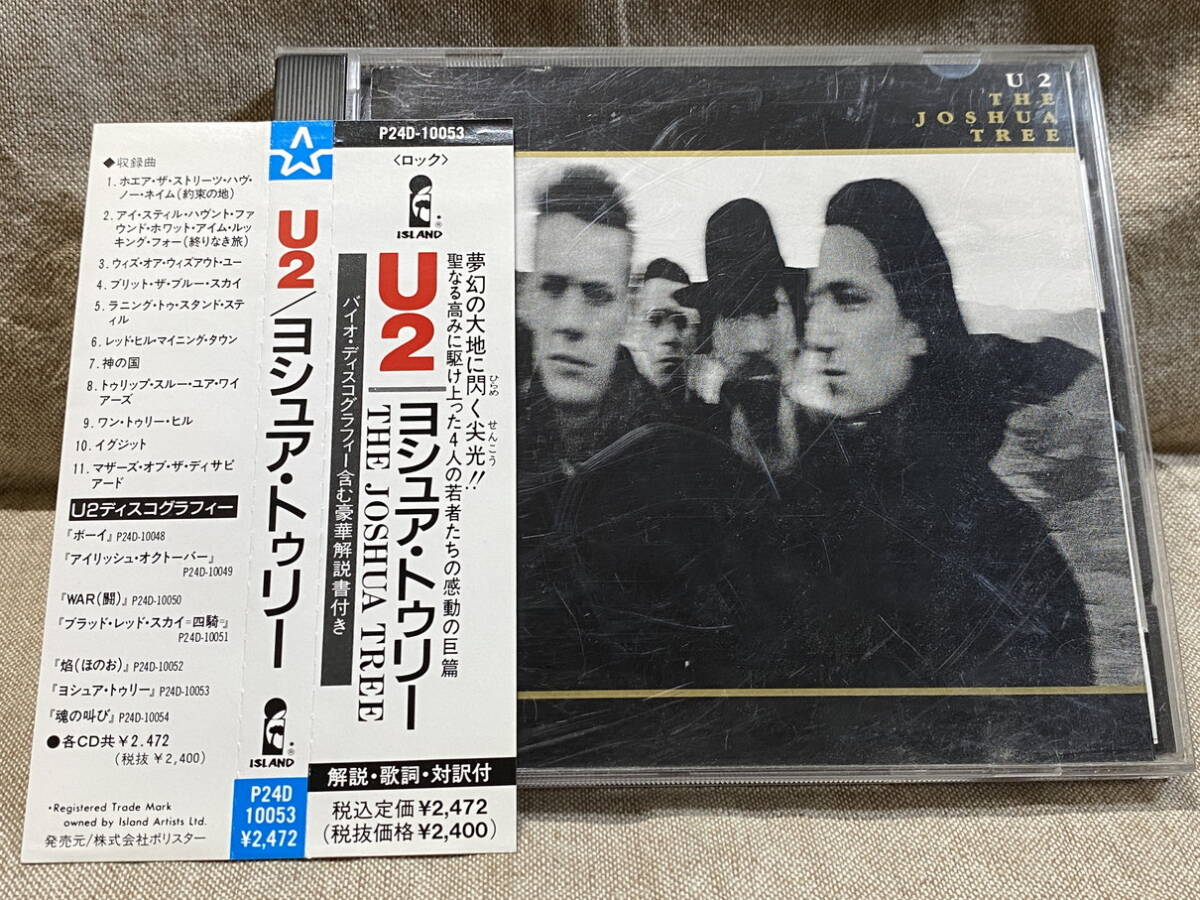 ◆収録曲
1. ホエア・ザ・ストリーツ・ハヴ・
ノー・ネイム(約束の地)
2. アイ・スティル・ハヴント・ファ
ウンド・ホワット・アイム・ルッ
キング・フォー(終りなき旅)
3. ウィズ・オア・ウィズアウト・ユー
4. ブリット・ザ・ブルー・スカイ
5. ラニング・トゥ・スタンド・ステ
ィル
6. レッド・ヒル・マイニング・タウン
7. 神の国
8. トゥリップ・スルー・ユア・ワイ
アーズ
9. ワン・トゥリー・ヒル
10. イグジット
11. マザーズ・オブ・ザ・ディサピ
アード
U2ディスコグラフィー
『ボーイ』P24D-10048
『アイリッシュ・オクトーバー』
P24D-10049
『WAR(闘)』P24D-10050
『ブラッド・レッド・スカイ=四騎=』
P24D-10051
『焰(ほのお)』P24D-10052
『ヨシュア・トゥリー』P24D-10053
『魂の叫び』P24D-10054
●各CD共¥2.472
(税抜¥2,400)
•Registered Trade Mark
owned by Island Artists Ltd.
発売元/株式会社ポリスター
U2/ヨシュア・トゥリー
®
ISLAND
P24D
10053
¥2,472
P24D-10053
〈ロック〉
®
ISLAND
夢幻の大地に閃く尖光!!
ひらめ
せんこう
聖なる高みに駆け上った4人の若者たちの感動の巨篇
U2
ヨシュア・トゥリー
THE JOSHUA TREE
バイオ・ディスコグラフィー含む豪華解説書付き
解説・歌詞・対訳付
税込定価¥2,472
(税抜価格¥2,400)
U2
THE
JOSHUA
TREE